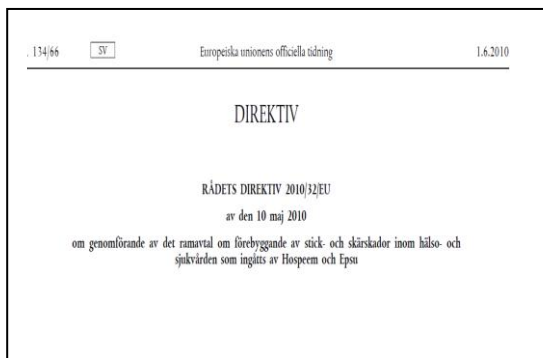 . 134/66 SV Europeiska unionens officiella tidning 1.6.2010
DIREKTIV
RÅDETS DIREKTIV 2010/32/EU
av den 10 maj 2010
om genomförande av det ramavtal om förebyggande av stick- och skärskador inom hälso- och
sjukvården som ingåtts av Hospeem och Epsu